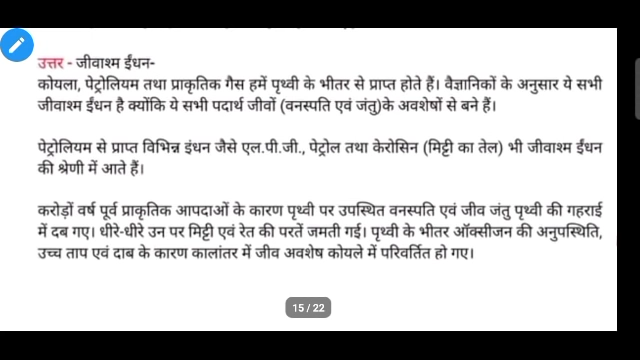 उत्तर - जीवाश्म ईंधन-
कोयला, पेट्रोलियम तथा प्राकृतिक गैस हमें पृथ्वी के भीतर से प्राप्त होते हैं। वैज्ञानिकों के अनुसार ये सभी
जीवाश्म ईंधन है क्योंकि ये सभी पदार्थ जीवों (वनस्पति एवं जंतु)के अवशेषों से बने हैं।
पेट्रोलियम से प्राप्त विभिन्न इंधन जैसे एल.पी.जी., पेट्रोल तथा केरोसिन (मिट्टी का तेल) भी जीवाश्म ईंधन
की श्रेणी में आते हैं।
करोड़ों वर्ष पूर्व प्राकृतिक आपदाओं के कारण पृथ्वी पर उपस्थित वनस्पति एवं जीव जंतु पृथ्वी की गहराई
में दब गए। धीरे-धीरे उन पर मिट्टी एवं रेत की परतें जमती गई। पृथ्वी के भीतर ऑक्सीजन की अनुपस्थिति,
उच्च ताप एवं दाब के कारण कालांतर में जीव अवशेष कोयले में परिवर्तित हो गए।
15 / 22